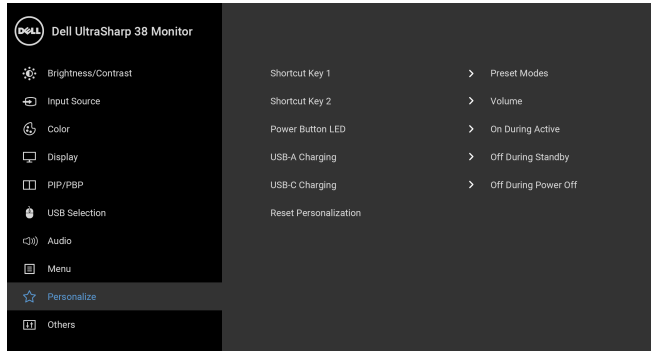 DELL Dell UltraSharp 38 Monitor
Brightness/Contrast
Input Source
Color
Display
PIP/PBP
USB Selection
Audio
Menu
Personalize
Others
Shortcut Key 1 > Preset Modes
Shortcut Key 2 > Volume
Power Button LED > On During Active
USB-A Charging > Off During Standby
USB-C Charging > Off During Power Off
Reset Personalization